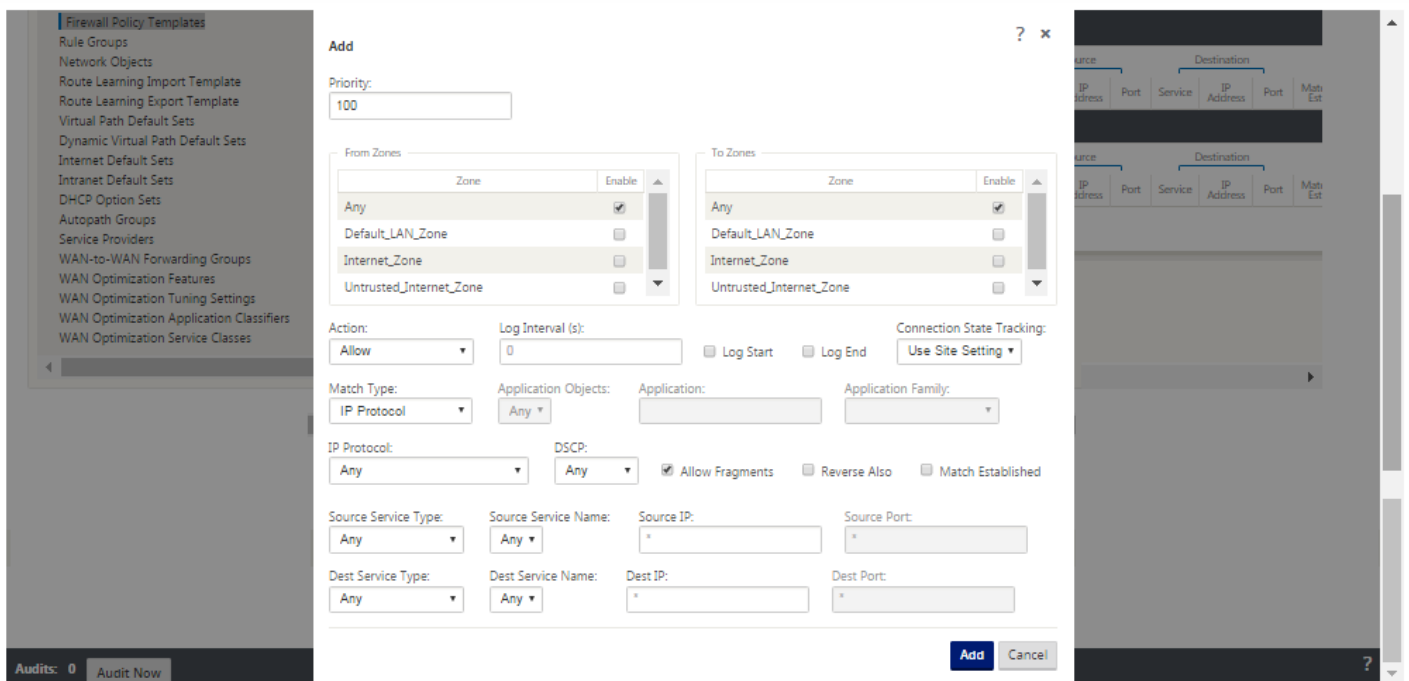 Firewall Policy Templates
Rule Groups
Network Objects
Route Learning Import Template
Route Learning Export Template
Virtual Path Default Sets
Dynamic Virtual Path Default Sets
Internet Default Sets
Intranet Default Sets
DHCP Option Sets
Autopath Groups
Service Providers
WAN-to-WAN Forwarding Groups
WAN Optimization Features
WAN Optimization Tuning Settings
WAN Optimization Application Classifiers
WAN Optimization Service Classes
Add
? ×
Priority:
100
From Zones
Zone Enable
Any
Default_LAN_Zone
Internet_Zone
Untrusted_Internet_Zone
To Zones
Zone Enable
Any
Default_LAN_Zone
Internet_Zone
Untrusted_Internet_Zone
Action: Log Interval (s): Connection State Tracking:
Allow 0 Log Start Log End Use Site Setting
Match Type: Application Objects: Application: Application Family:
IP Protocol Any
IP Protocol: DSCP:
Any Any Allow Fragments Reverse Also Match Established
Source Service Type: Source Service Name: Source IP: Source Port:
Any Any * *
Dest Service Type: Dest Service Name: Dest IP: Dest Port:
Any Any * *
Add Cancel
urce Destination
IP
ddress Port Service IP
Address Port Mat
Est
urce Destination
IP
ddress Port Service IP
Address Port Mat
Est
Audits: 0 Audit Now ?